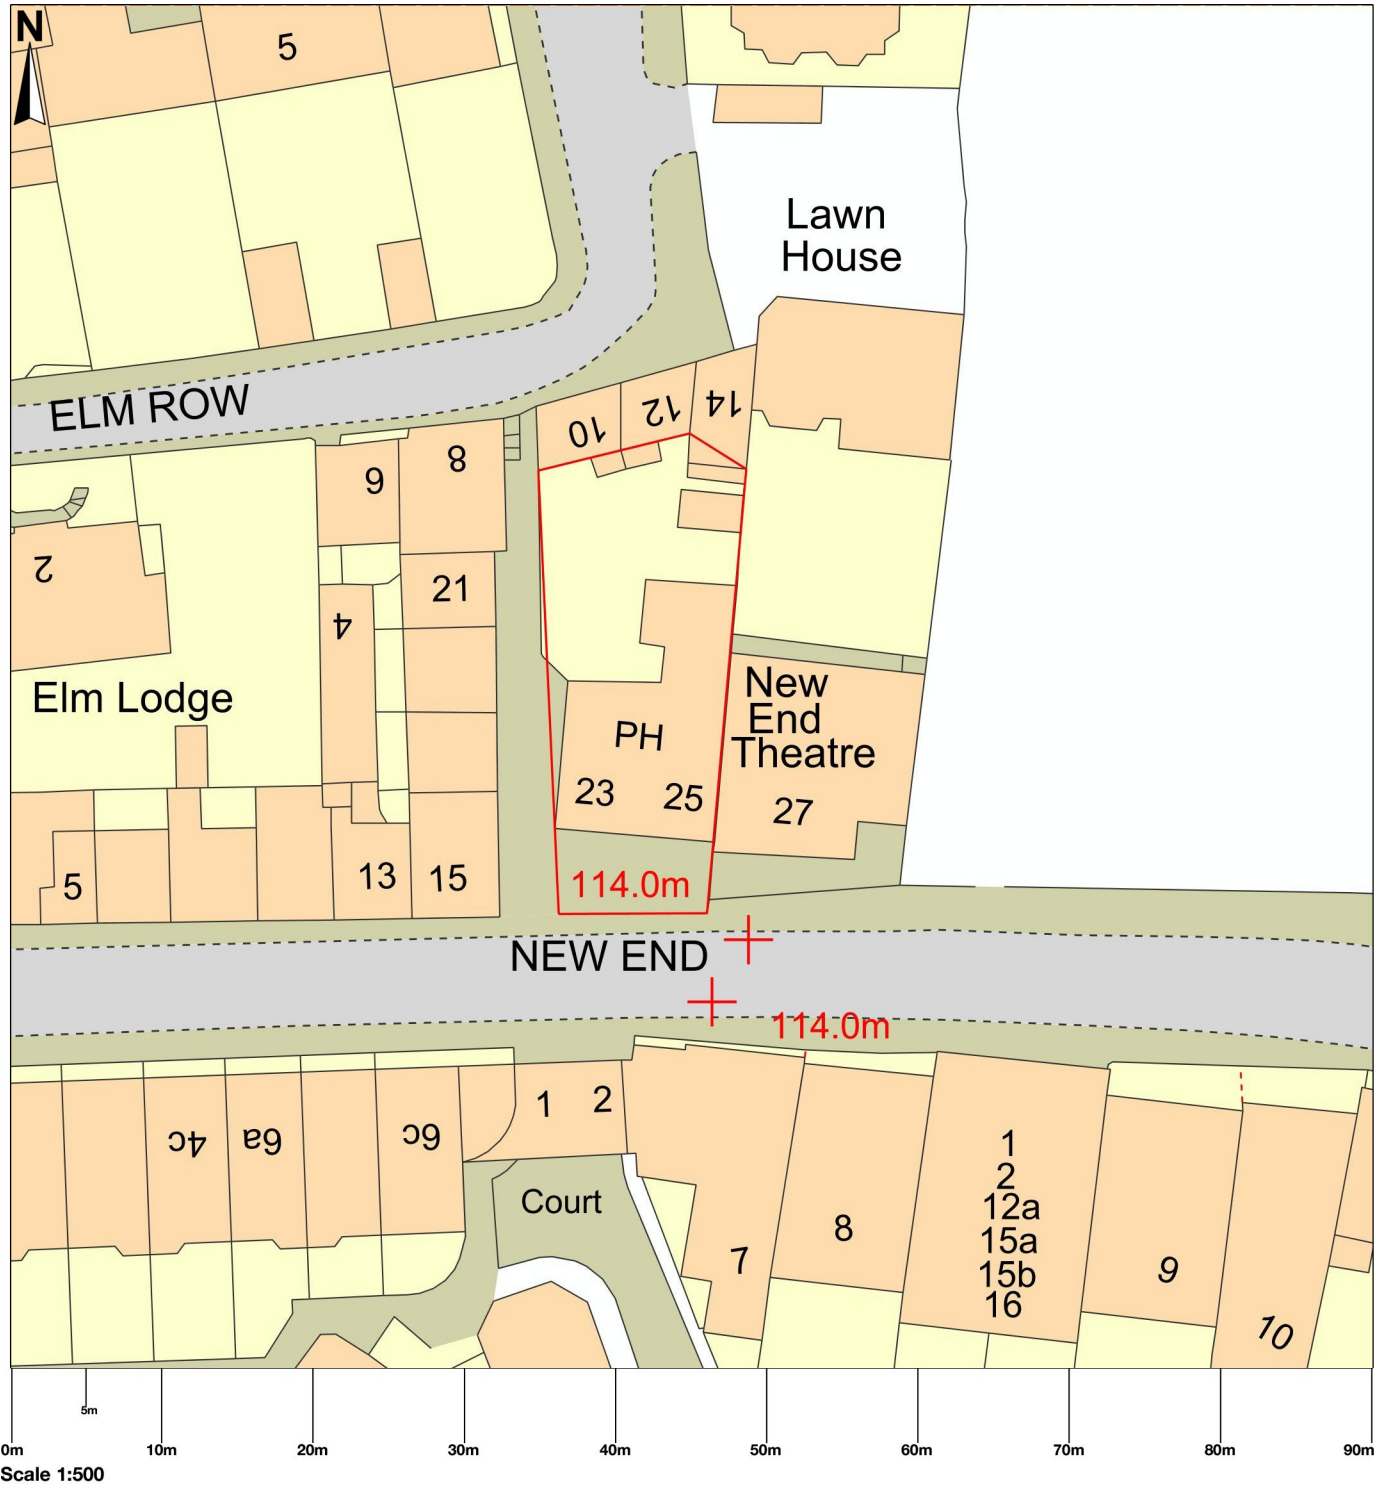 N
5
Lawn
House
ELM ROW
10
12
14
6
8
2
21
4
Elm Lodge
New
End
Theatre
PH
23
25
27
5
13
15
114.0m
NEW END
114.0m
4c
6a
6c
1
2
Court
7
8
1
2
12a
15a
15b
16
9
10
5m
0m
10m
20m
30m
40m
50m
60m
70m
80m
90m
Scale 1:500